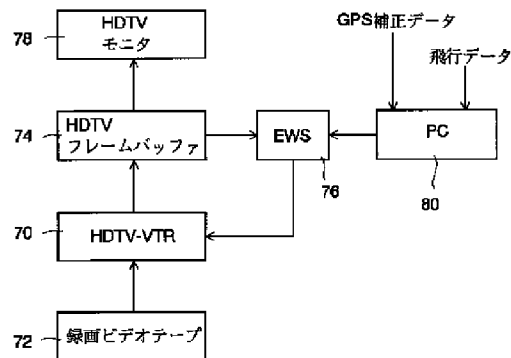 78
HDTV
モニタ
GPS補正データ
飛行データ
74
HDTV
フレームバッファ
EWS
76
PC
80
70
HDTV-VTR
72
録画ビデオテープ